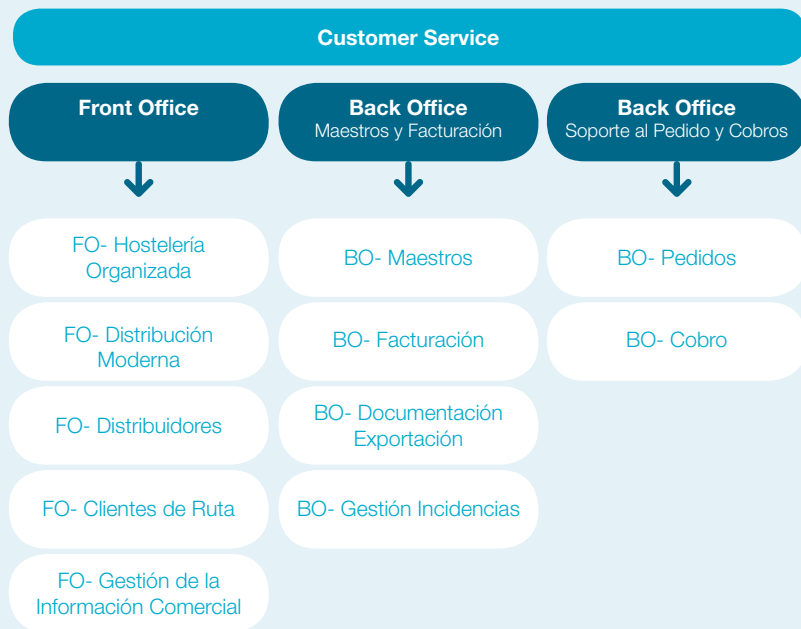 Customer Service
Front Office
Back Office
Maestros y Facturación
Back Office
Soporte al Pedido y Cobros
FO- Hostelería
Organizada
FO- Distribución
Moderna
FO- Distribuidores
FO- Clientes de Ruta
FO- Gestión de la
Información Comercial
BO- Maestros
BO- Facturación
BO- Documentación
Exportación
BO- Gestión Incidencias
BO- Pedidos
BO- Cobro